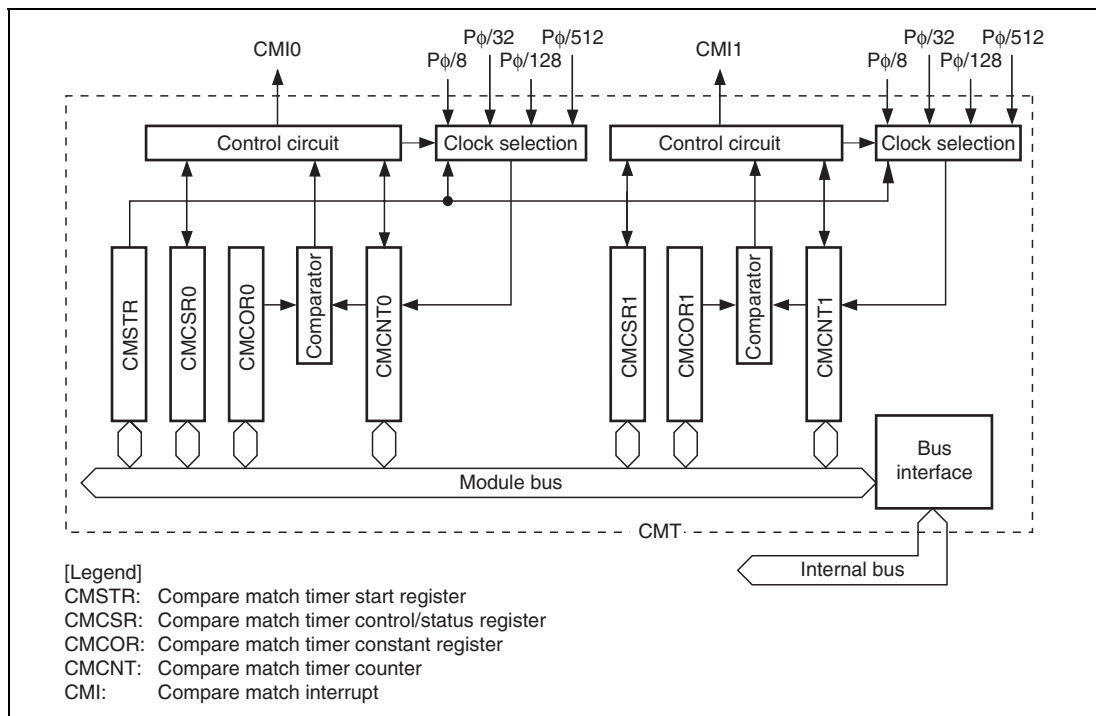 CMI0
Pφ/8
Pφ/32
Pφ/128
Pφ/512
CMI1
Pφ/8
Pφ/32
Pφ/128
Pφ/512
Control circuit
Clock selection
Control circuit
Clock selection
CMSTR
CMCSR0
CMCOR0
Comparator
CMCNT0
CMCSR1
CMCOR1
Comparator
CMCNT1
Bus
interface
Module bus
CMT
Internal bus
[Legend]
CMSTR: Compare match timer start register
CMCSR: Compare match timer control/status register
CMCOR: Compare match timer constant register
CMCNT: Compare match timer counter
CMI: Compare match interrupt